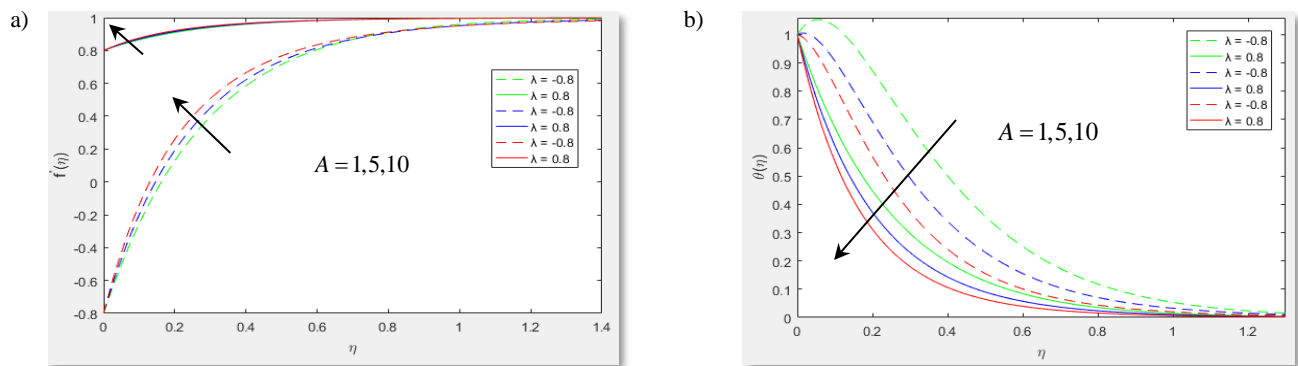 a)
1
0.8
0.6
0.4
0.2
0
-0.2
-0.4
-0.6
-0.8
f'(η)
0
0.2
0.4
0.6
0.8
1
1.2
1.4
η
λ = -0.8
λ = 0.8
λ = -0.8
λ = 0.8
λ = -0.8
λ = 0.8
A = 1,5,10
b)
1
0.9
0.8
0.7
0.6
0.5
0.4
0.3
0.2
0.1
0
θ(η)
0
0.2
0.4
0.6
0.8
1
1.2
η
λ = -0.8
λ = 0.8
λ = -0.8
λ = 0.8
λ = -0.8
λ = 0.8
A = 1,5,10